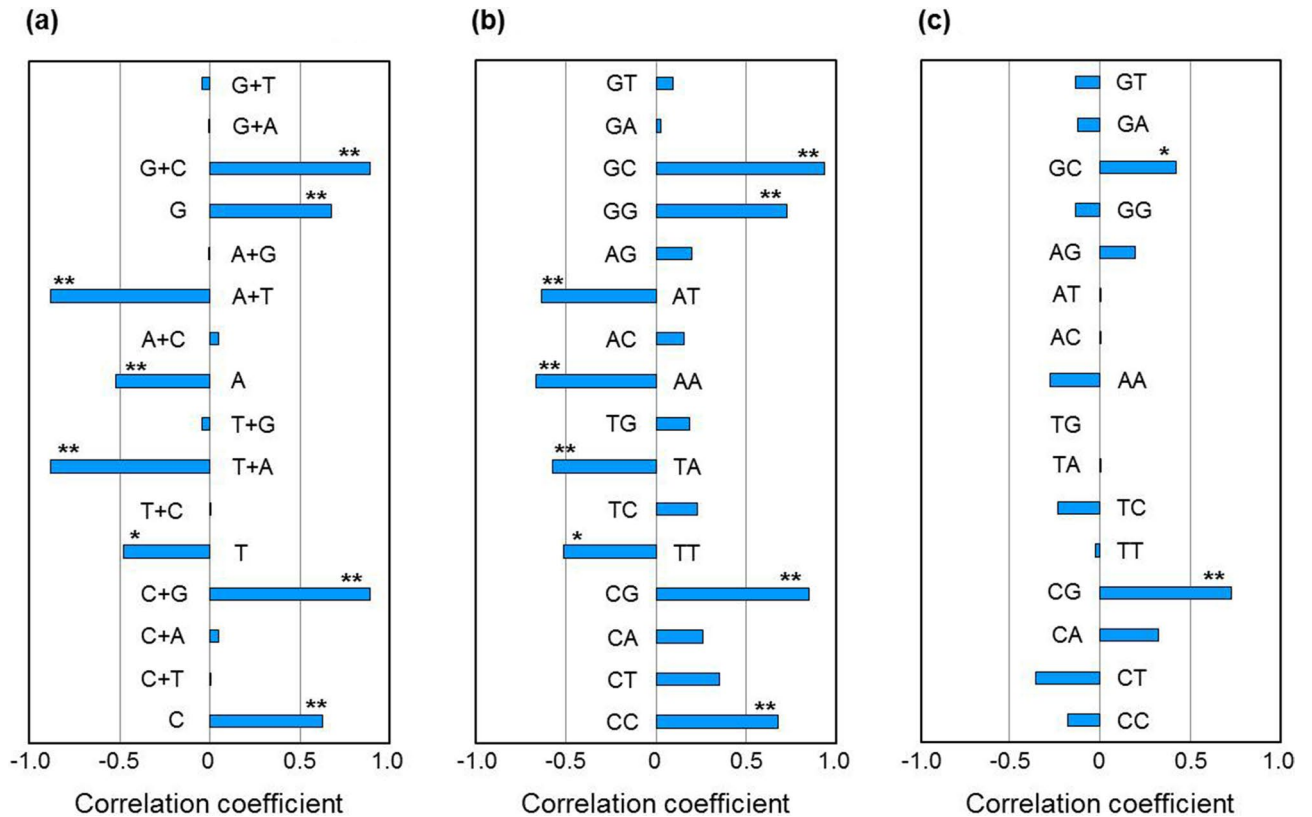 (a)
G+T
G+A
**
G+C
**
G
A+G
**
A+T
A+C
**
A
T+G
**
T+A
T+C
*
T
**
C+G
C+A
C+T
**
C
-1.0 -0.5 0 0.5 1.0
Correlation coefficient
(b)
GT
GA
**
GC
**
GG
AG
**
AT
AC
**
AA
TG
**
TA
TC
*
TT
**
CG
CA
CT
**
CC
-1.0 -0.5 0 0.5 1.0
Correlation coefficient
(c)
GT
GA
*
GC
GG
AG
AT
AC
AA
TG
TA
TC
TT
**
CG
CA
CT
CC
-1.0 -0.5 0 0.5 1.0
Correlation coefficient